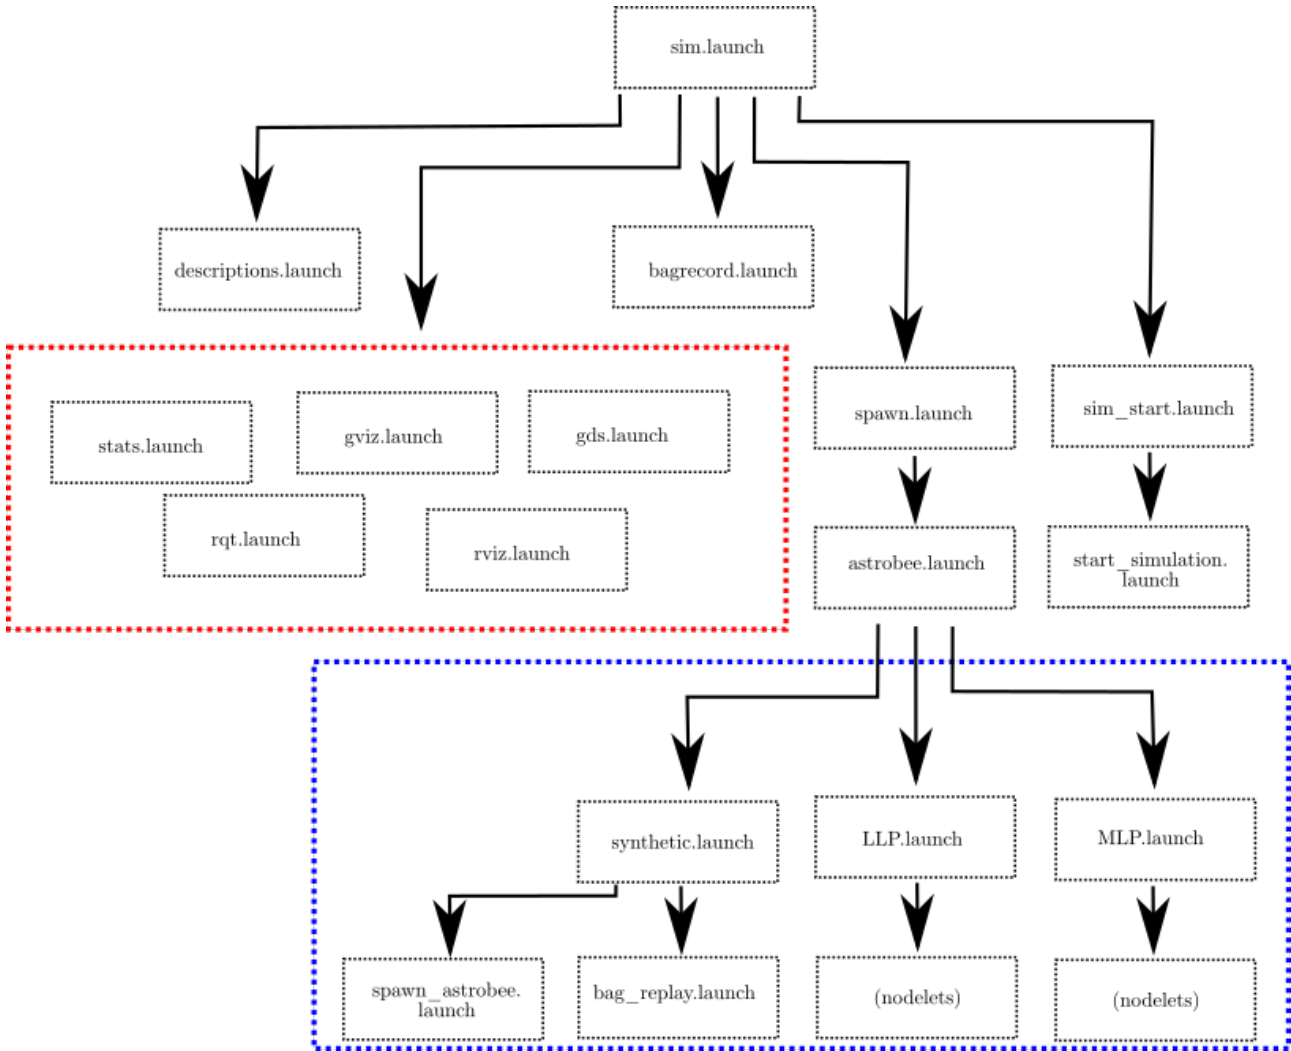 sim.launch
descriptions.launch
bagrecord.launch
stats.launch
gviz.launch
gds.launch
spawn.launch
sim_start.launch
rqt.launch
rviz.launch
astrobee.launch
start_simulation.
launch
synthetic.launch
LLP.launch
MLP.launch
spawn_astrobee.
launch
bag_replay.launch
(nodelets)
(nodelets)